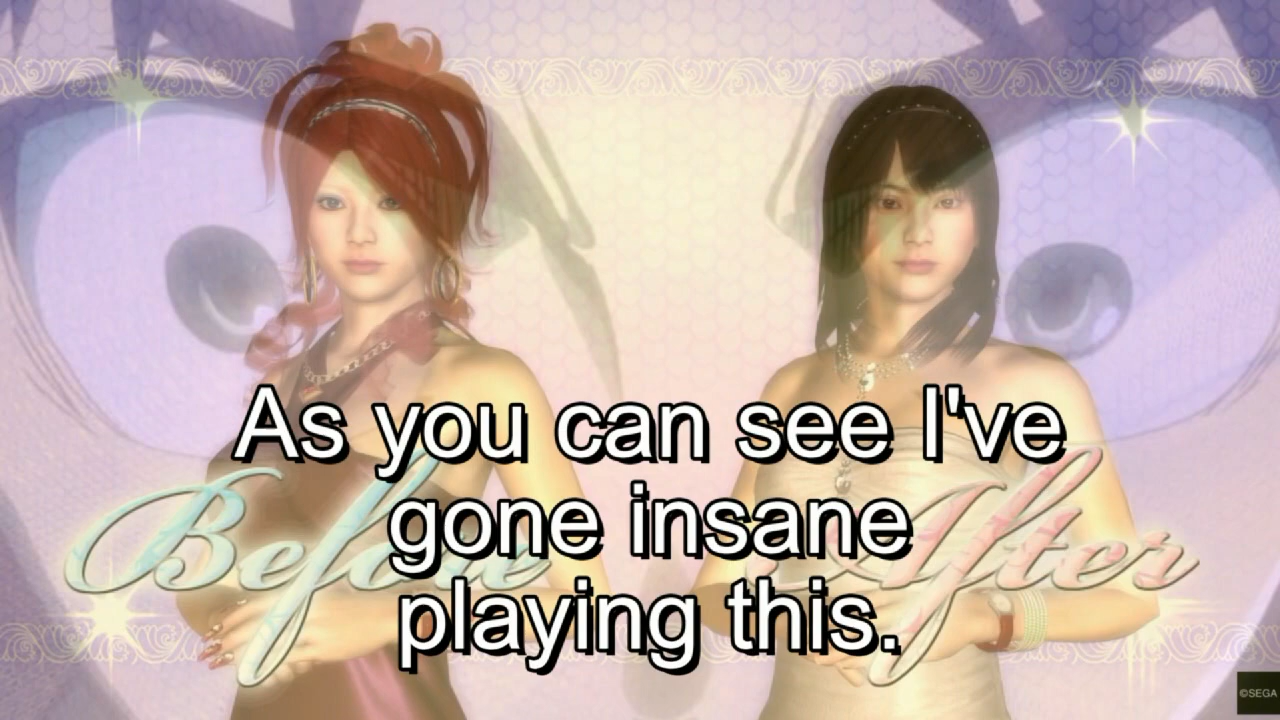 As you can see I've
gone insane
playing this.
Before
After
©SEGA